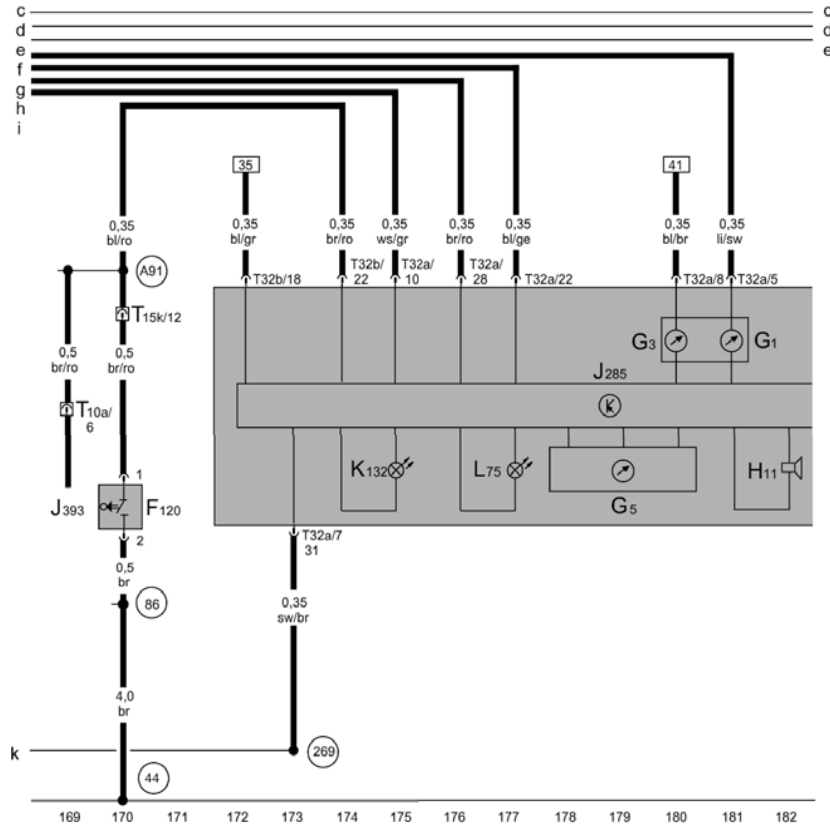 c c
d d
e e
f
g
h
i
35 41
0,35
bl/ro
0,35
bl/gr
0,35
br/ro
0,35
ws/gr
0,35
br/ro
0,35
bl/ge
0,35
bl/br
0,35
li/sw
A91
T32b/18
T32b/
22
T32a/
10
T32a/
28
T32a/22
T32a/8
T32a/5
T15k/12
0,5
br/ro
0,5
br/ro
G3
G1
J285
k
T10a/
6
K132
L75
G5
H11
J393
1
F120
2
T32a/7
31
0,5
br
86
0,35
sw/br
4,0
br
k
269
44
169 170 171 172 173 174 175 176 177 178 179 180 181 182